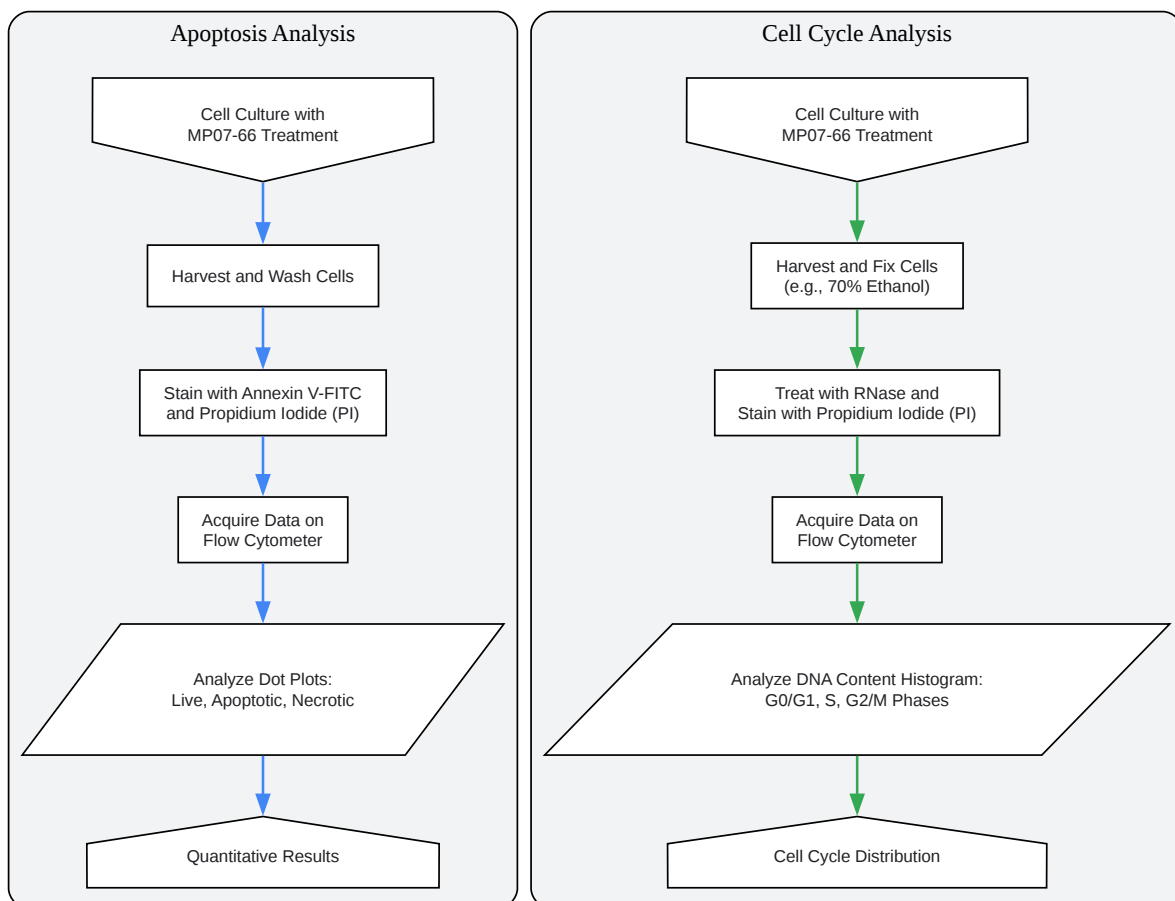 Apoptosis Analysis
Cell Culture with
MP07-66 Treatment
Harvest and Wash Cells
Stain with Annexin V-FITC
and Propidium Iodide (PI)
Acquire Data on
Flow Cytometer
Analyze Dot Plots:
Live, Apoptotic, Necrotic
Quantitative Results
Cell Cycle Analysis
Cell Culture with
MP07-66 Treatment
Harvest and Fix Cells
(e.g., 70% Ethanol)
Treat with RNase and
Stain with Propidium Iodide (PI)
Acquire Data on
Flow Cytometer
Analyze DNA Content Histogram:
G0/G1, S, G2/M Phases
Cell Cycle Distribution